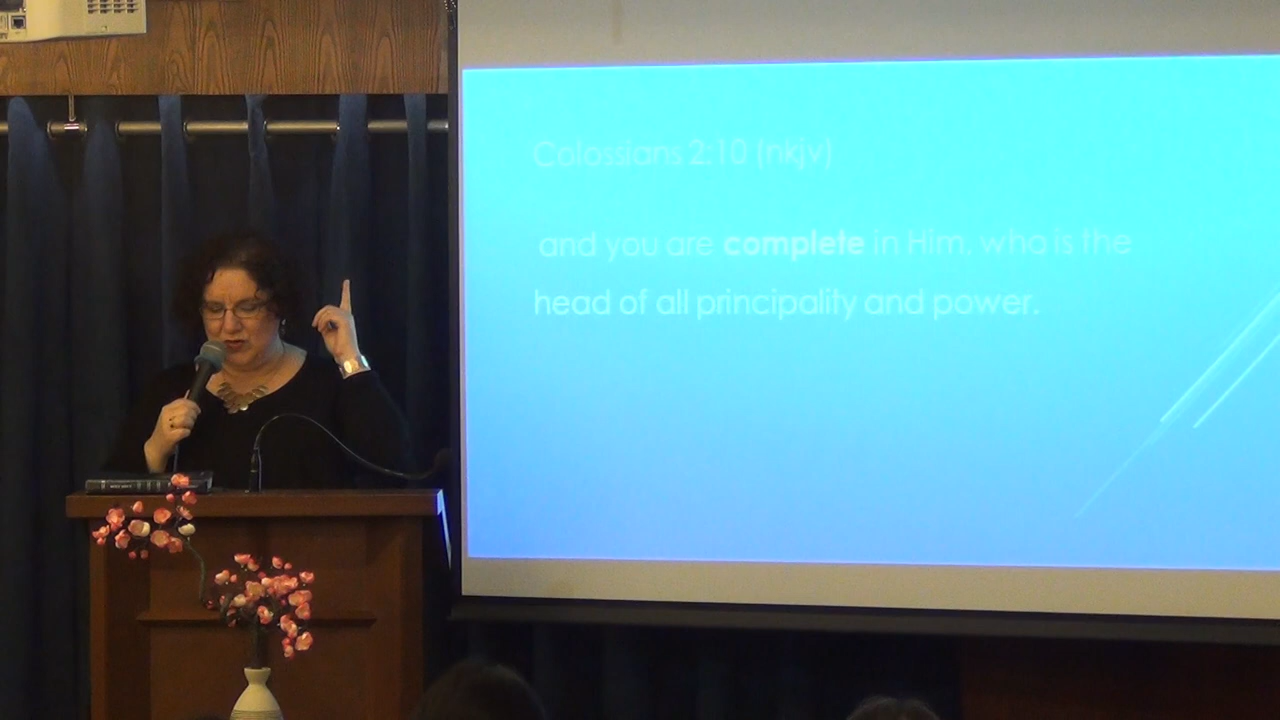 Colossians 2:10 (nkjv)
and you are complete in Him, who is the
head of all principality and power.